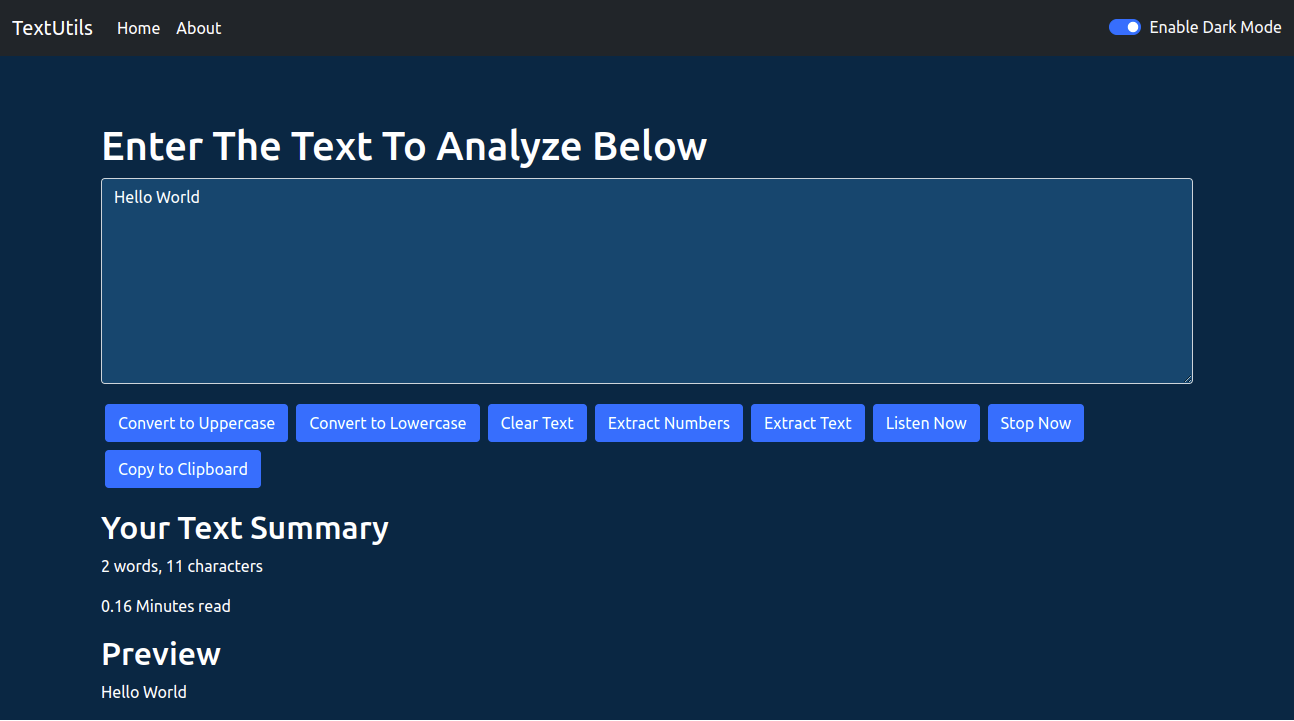 TextUtils Home About Enable Dark Mode
Enter The Text To Analyze Below
Hello World
Convert to Uppercase Convert to Lowercase Clear Text Extract Numbers Extract Text Listen Now Stop Now
Copy to Clipboard
Your Text Summary
2 words, 11 characters
0.16 Minutes read
Preview
Hello World